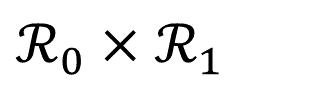 ℛ₀ × ℛ₁